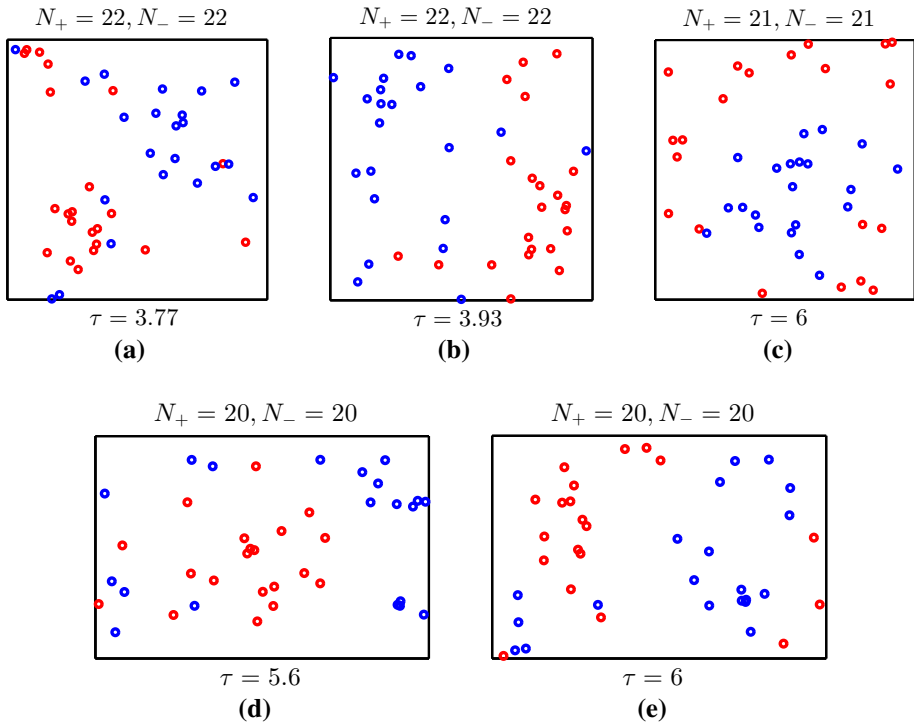 N₊ = 22, N₋ = 22
N₊ = 22, N₋ = 22
N₊ = 21, N₋ = 21
τ = 3.77
τ = 3.93
τ = 6
(a)
(b)
(c)
N₊ = 20, N₋ = 20
N₊ = 20, N₋ = 20
τ = 5.6
τ = 6
(d)
(e)